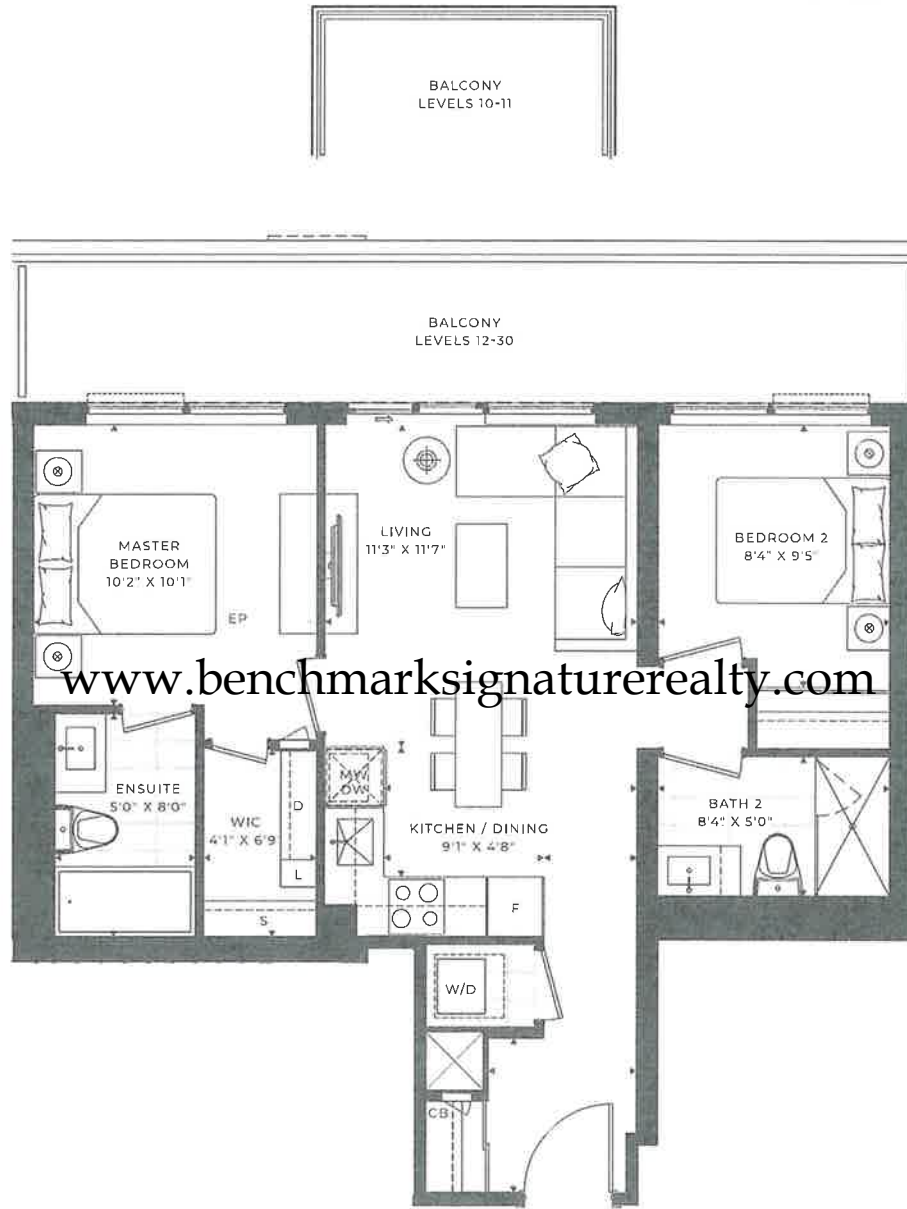 BALCONY
LEVELS 10-11
BALCONY
LEVELS 12-30
MASTER
BEDROOM
10'2" X 10'1"
EP
LIVING
11'3" X 11'7"
BEDROOM 2
8'4" X 9'5"
www.benchmarksignaturerealty.com
ENSUITE
5'0" X 8'0"
WIC
4'1" X 6'9"
D
L
S
MW
DW
KITCHEN / DINING
9'1" X 4'8"
F
BATH 2
8'4" X 5'0"
W/D
CB